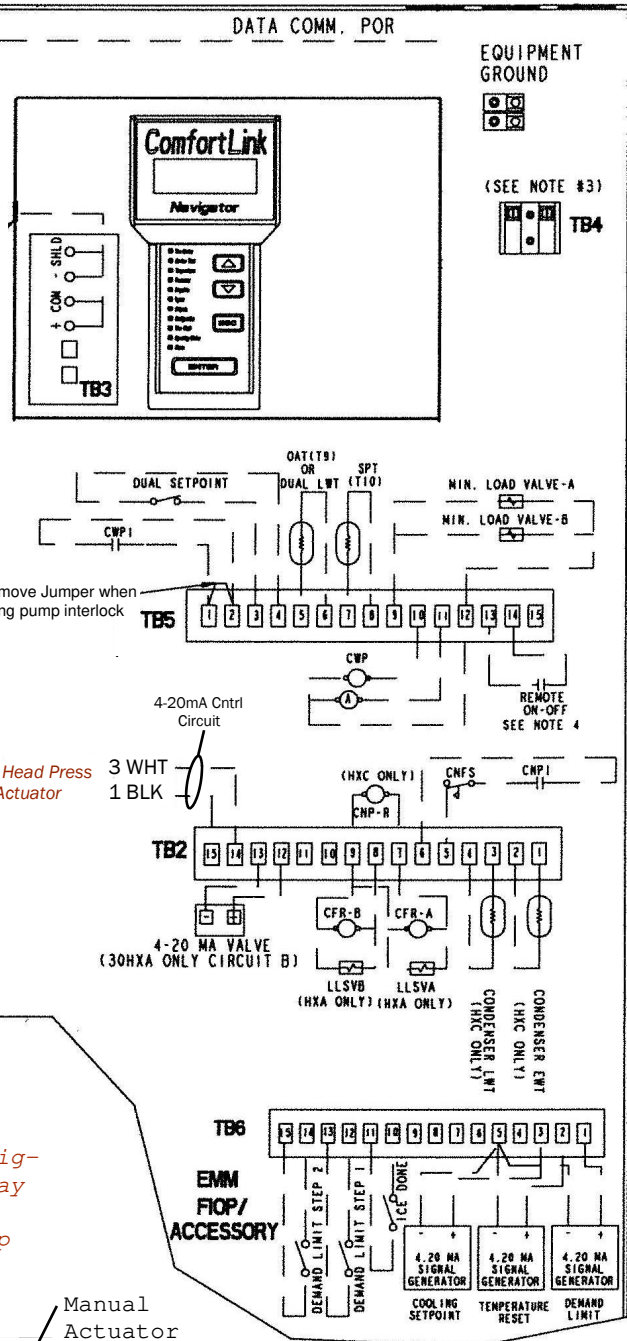 DATA COMM. POR
EQUIPMENT
GROUND
ComfortLink
Navigator
(SEE NOTE #3)
TB4
+ COM - SHLD
TB3
ENTER
OAT(T9)
OR
DUAL LWT
SPT
(T10)
DUAL SETPOINT
MIN. LOAD VALVE-A
MIN. LOAD VALVE-B
CWP1
move Jumper when
ng pump interlock
TB5
1 2 3 4 5 6 7 8 9 10 11 12 13 14 15
CWP
A
REMOTE
ON-OFF
SEE NOTE 4
4-20mA Cntrl
Circuit
Head Press
Actuator
3 WHT
1 BLK
(HXC ONLY)
CNP-R
CNFS
CNP1
TB2
15 14 13 12 11 10 9 8 7 6 5 4 3 2 1
- +
4-20 MA VALVE
(30HXA ONLY CIRCUIT B)
CFR-B
CFR-A
LLSVB
(HXA ONLY)
LLSVA
(HXA ONLY)
CONDENSER LWT
(HXC ONLY)
CONDENSER EWT
(HXC ONLY)
TB6
15 14 13 12 11 10 9 8 7 6 5 4 3 2 1
EMM
FIOP/
ACCESSORY
DEMAND LIMIT STEP 2
DEMAND LIMIT STEP 1
ICE DONE
- +
4.20 MA
SIGNAL
GENERATOR
COOLING
SETPOINT
- +
4.20 MA
SIGNAL
GENERATOR
TEMPERATURE
RESET
- +
4.20 MA
SIGNAL
GENERATOR
DEMAND
LIMIT
ig-
ay
p
Manual
Actuator